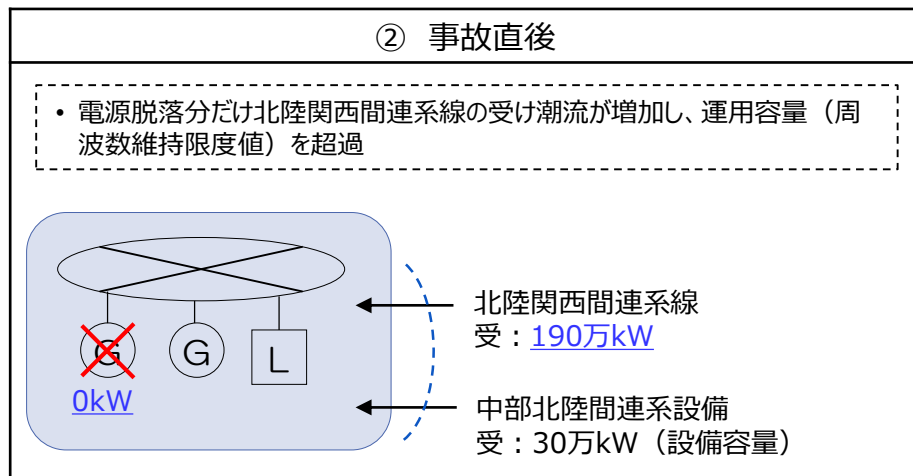 ② 事故直後
• 電源脱落分だけ北陸関西間連系線の受け潮流が増加し、運用容量（周
波数維持限度値）を超過
北陸関西間連系線
受：190万kW
G
G
L
0kW
中部北陸間連系設備
受：30万kW（設備容量）